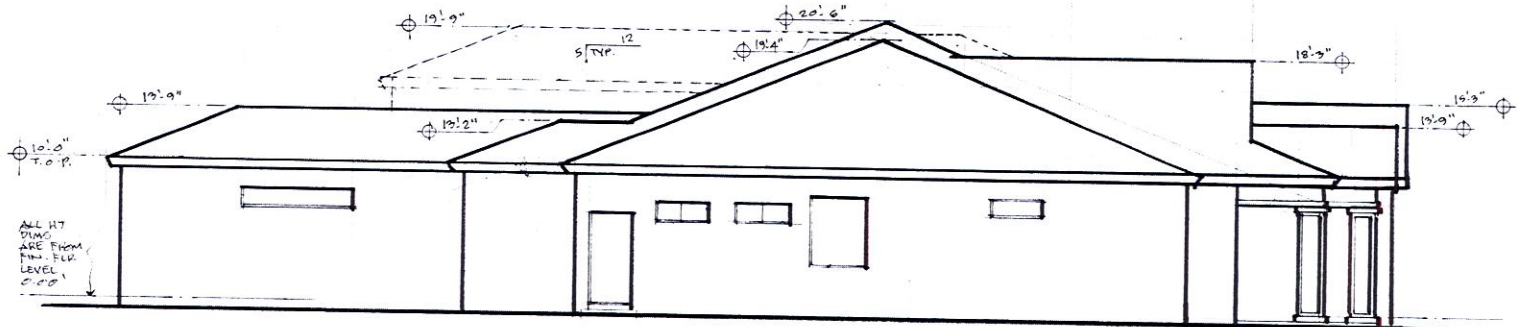 19'-9"
20'-6"
12
5 TYP.
19'-4"
18'-3"
13'-9"
13'-2"
15'-3"
13'-9"
10'-0"
T.O.P.
ALL HT
DIMS
ARE FROM
FIN. FLR
LEVEL
0'-0"